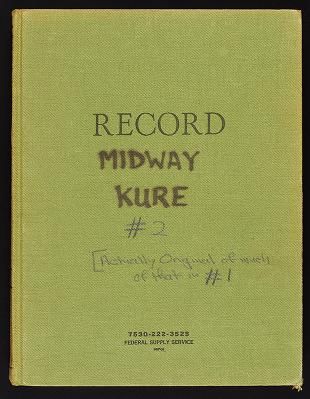 RECORD
MIDWAY
KURE
#2
[Actually Original of much
of that in #1
7530-222-3525
FEDERAL SUPPLY SERVICE